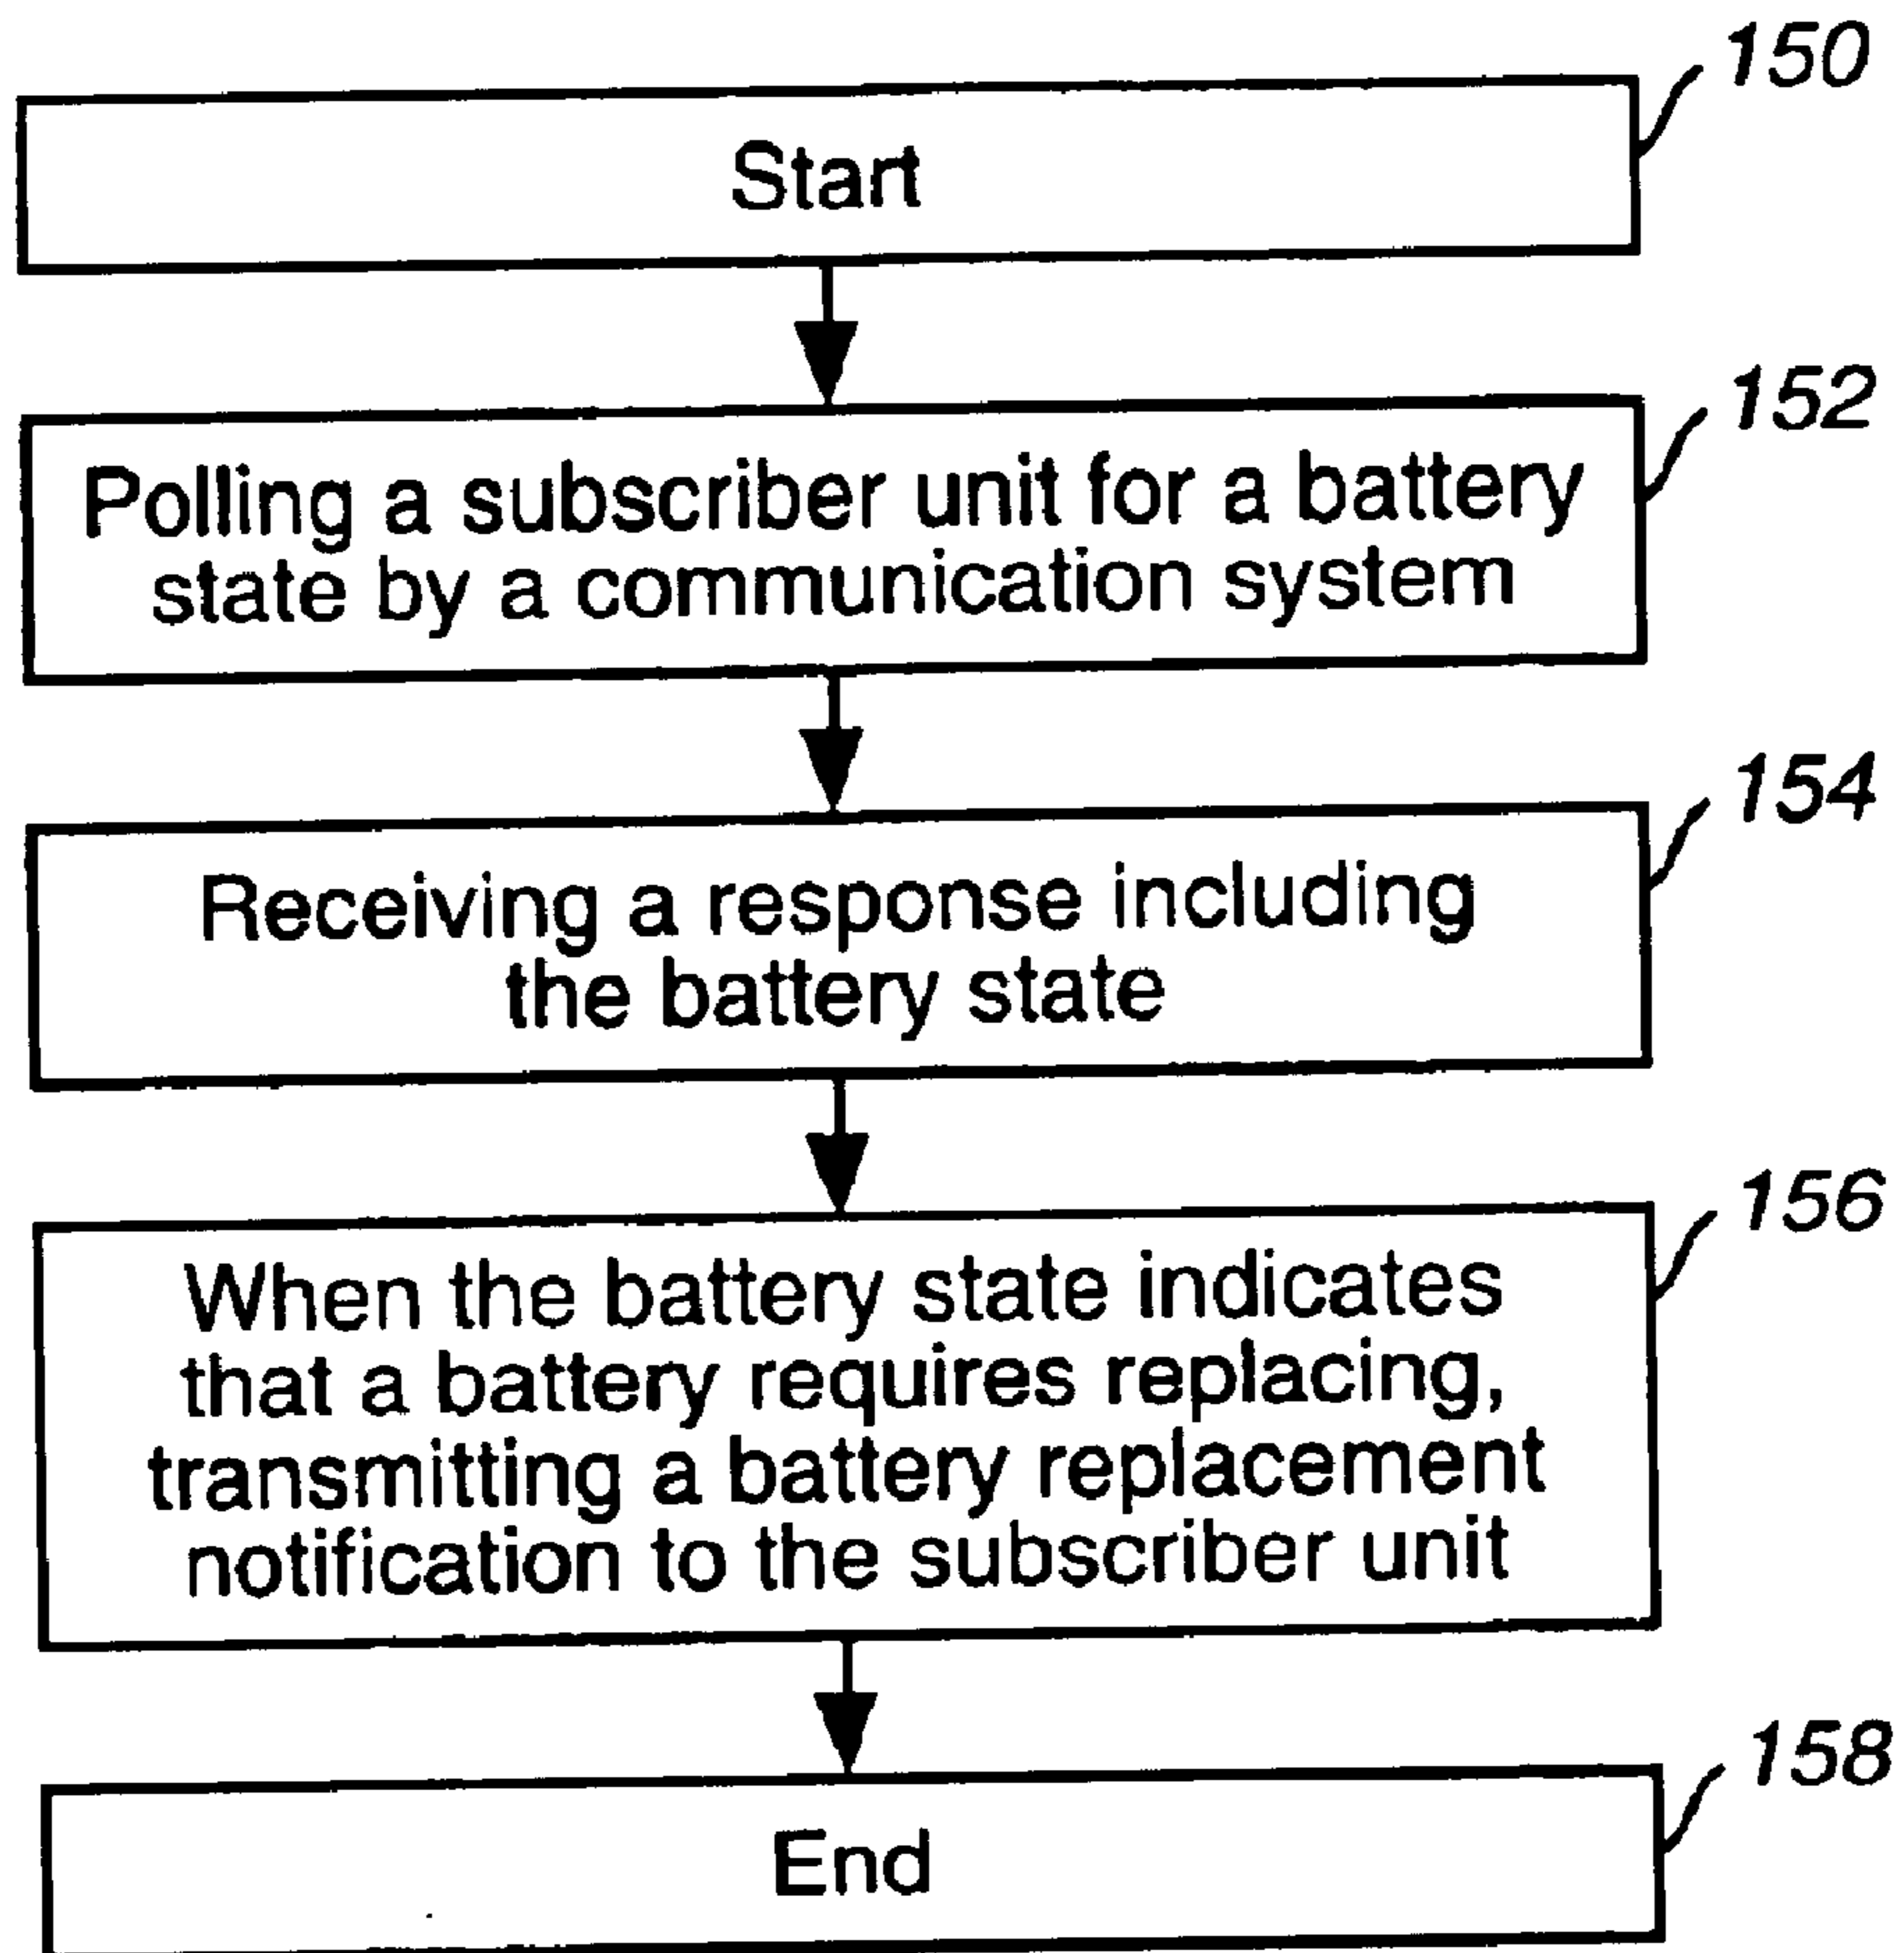 150
Start
152
Polling a subscriber unit for a battery
state by a communication system
154
Receiving a response including
the battery state
156
When the battery state indicates
that a battery requires replacing,
transmitting a battery replacement
notification to the subscriber unit
158
End